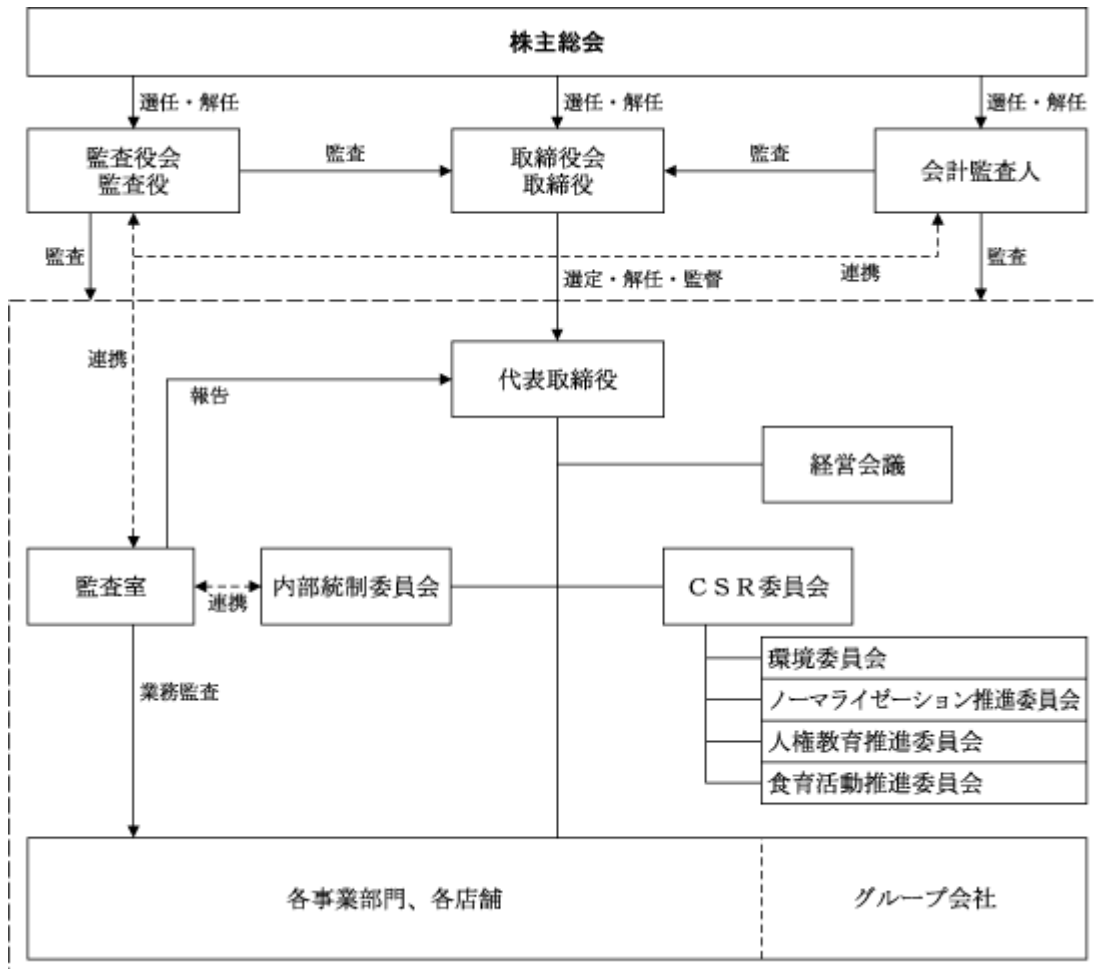 株主総会
選任・解任
選任・解任
選任・解任
監査役会
監査役
監査
取締役会
取締役
監査
会計監査人
監査
連携
監査
選定・解任・監督
連携
代表取締役
報告
経営会議
監査室
連携
内部統制委員会
ＣＳＲ委員会
環境委員会
ノーマライゼーション推進委員会
人権教育推進委員会
食育活動推進委員会
業務監査
各事業部門、各店舗
グループ会社